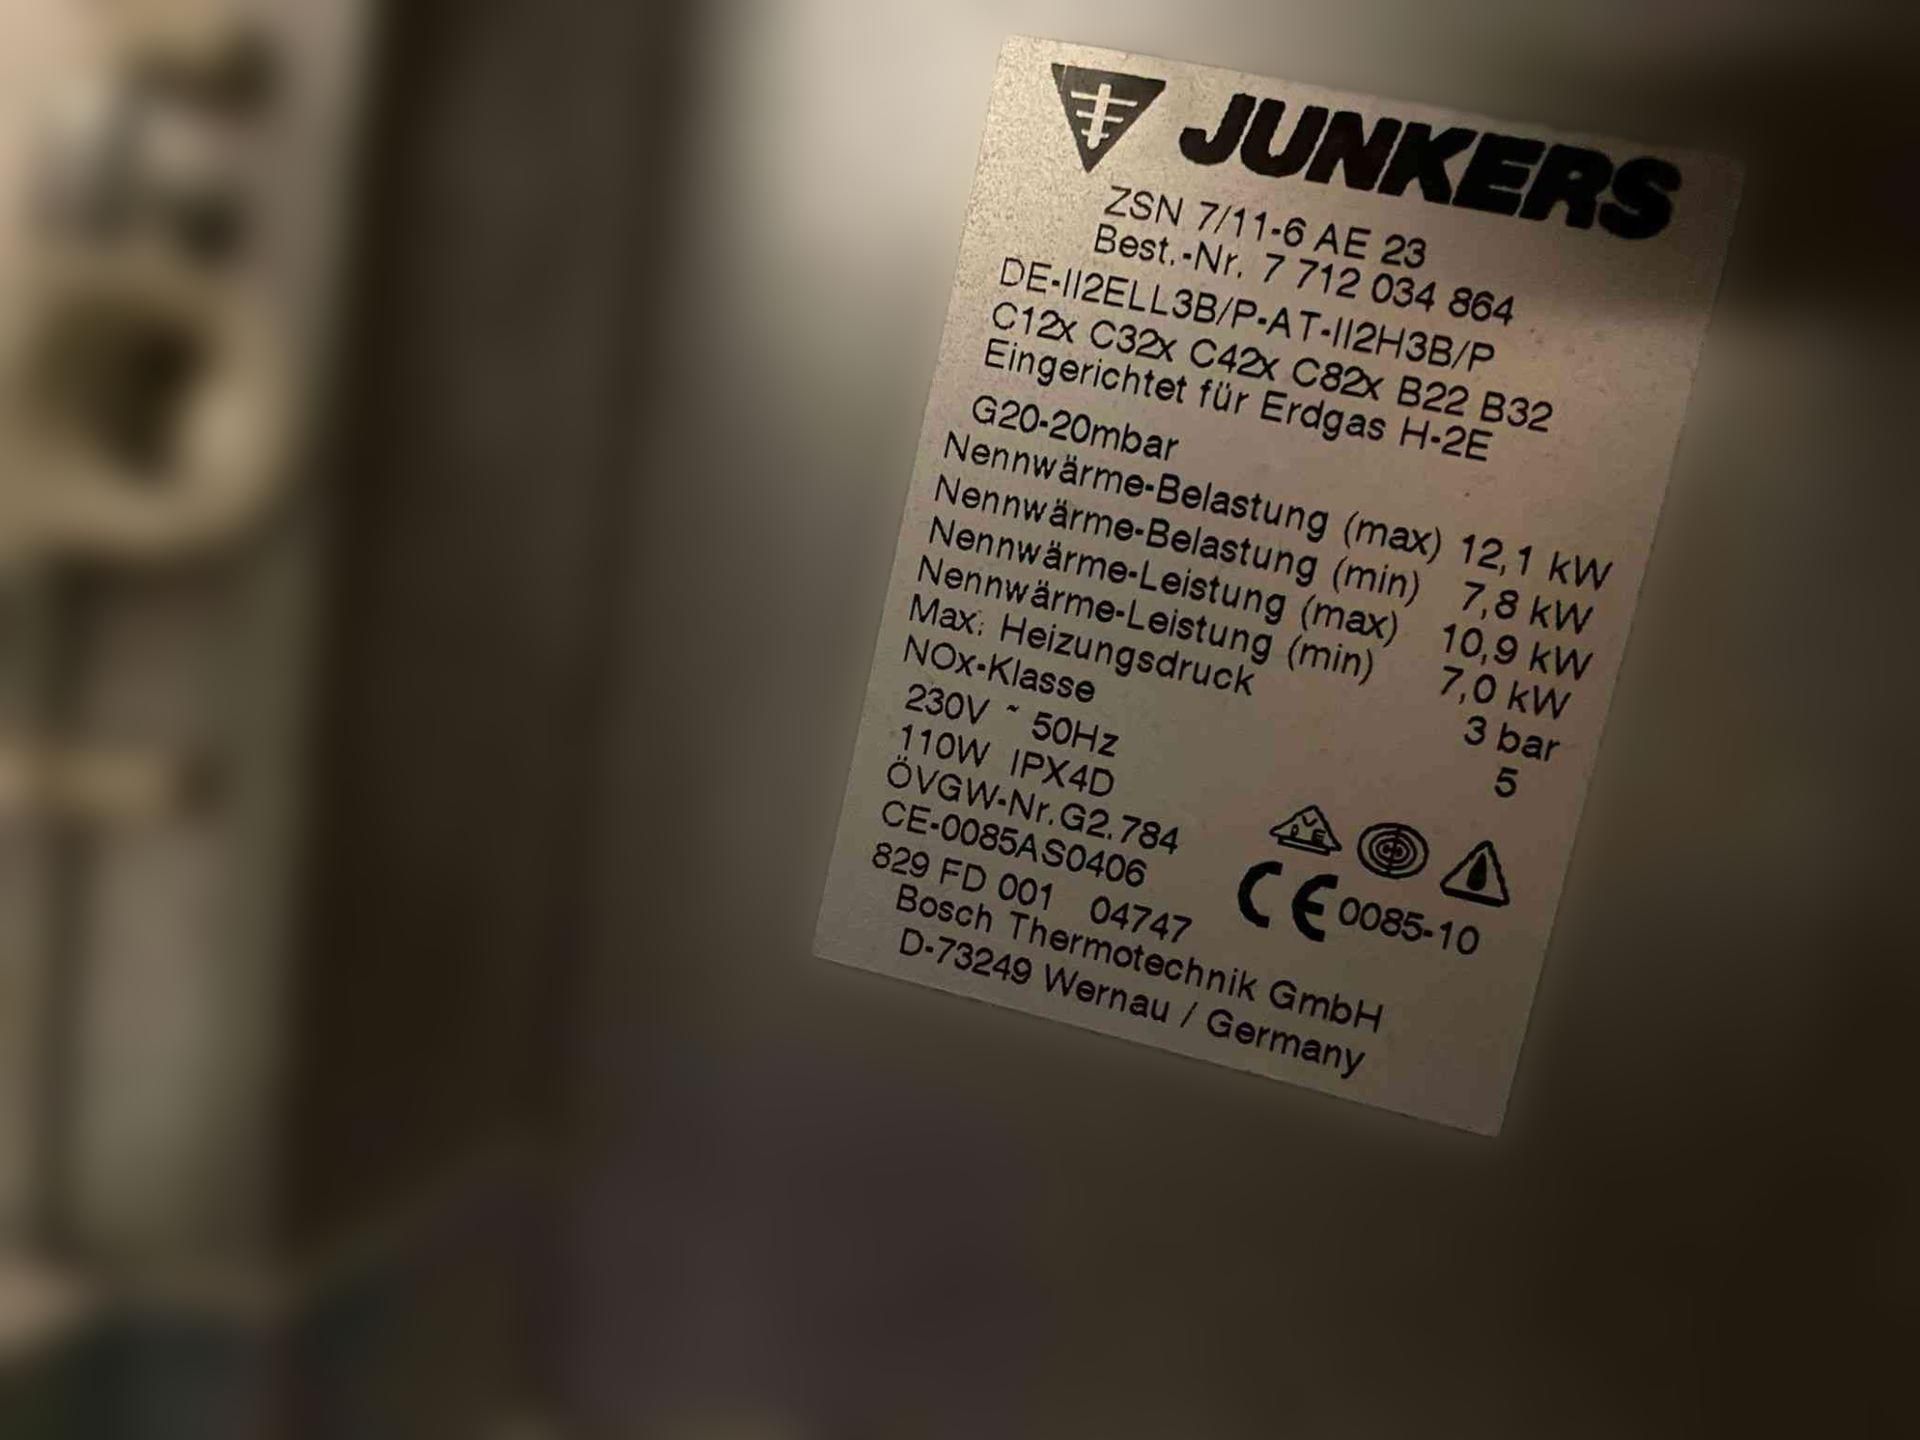 JUNKERS
ZSN 7/11-6 AE 23
Best.-Nr. 7 712 034 864
DE-II2ELL3B/P-AT-II2H3B/P
C12x C32x C42x C82x B22 B32
Eingerichtet für Erdgas H-2E
G20-20mbar
Nennwärme-Belastung (max) 12,1 kW
Nennwärme-Belastung (min) 7,8 kW
Nennwärme-Leistung (max) 10,9 kW
Nennwärme-Leistung (min) 7,0 kW
Max. Heizungsdruck 3 bar
NOx-Klasse 5
230V ~ 50Hz
110W IPX4D
ÖVGW-Nr.G2.784
CE-0085AS0406
829 FD 001 04747
CE 0085-10
Bosch Thermotechnik GmbH
D-73249 Wernau / Germany